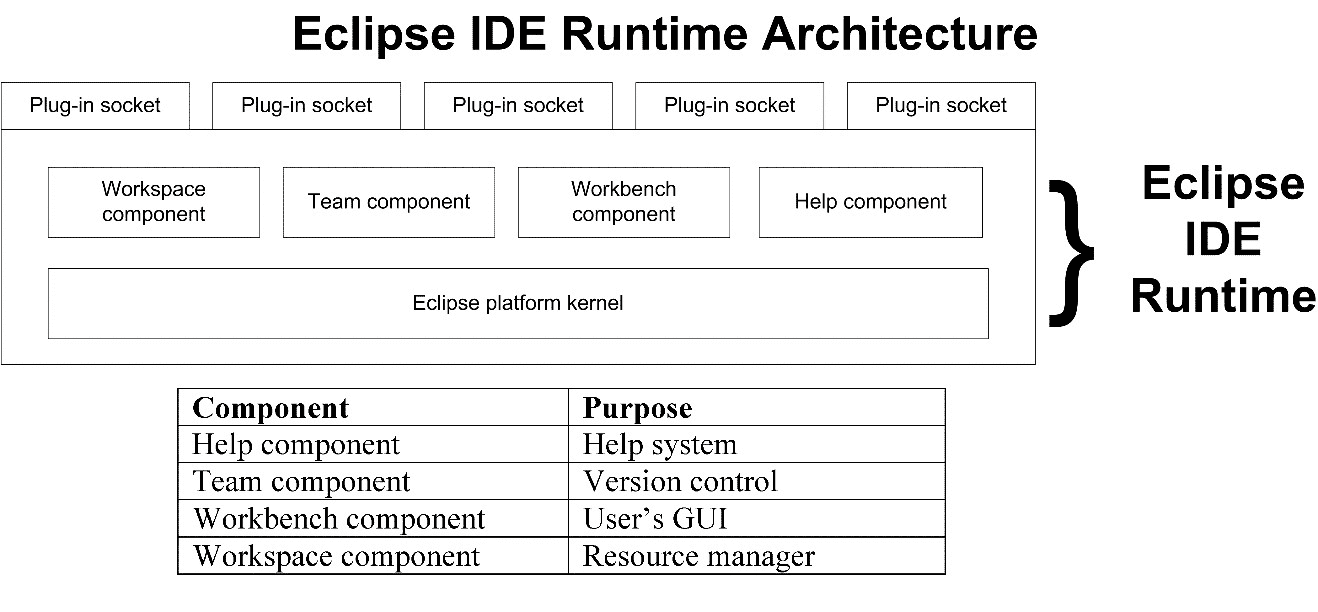 Eclipse IDE Runtime Architecture
Plug-in socket Plug-in socket Plug-in socket Plug-in socket Plug-in socket
Workspace
component
Team component
Workbench
component
Help component
Eclipse platform kernel
}
Eclipse
IDE
Runtime
Component Purpose
Help component Help system
Team component Version control
Workbench component User’s GUI
Workspace component Resource manager